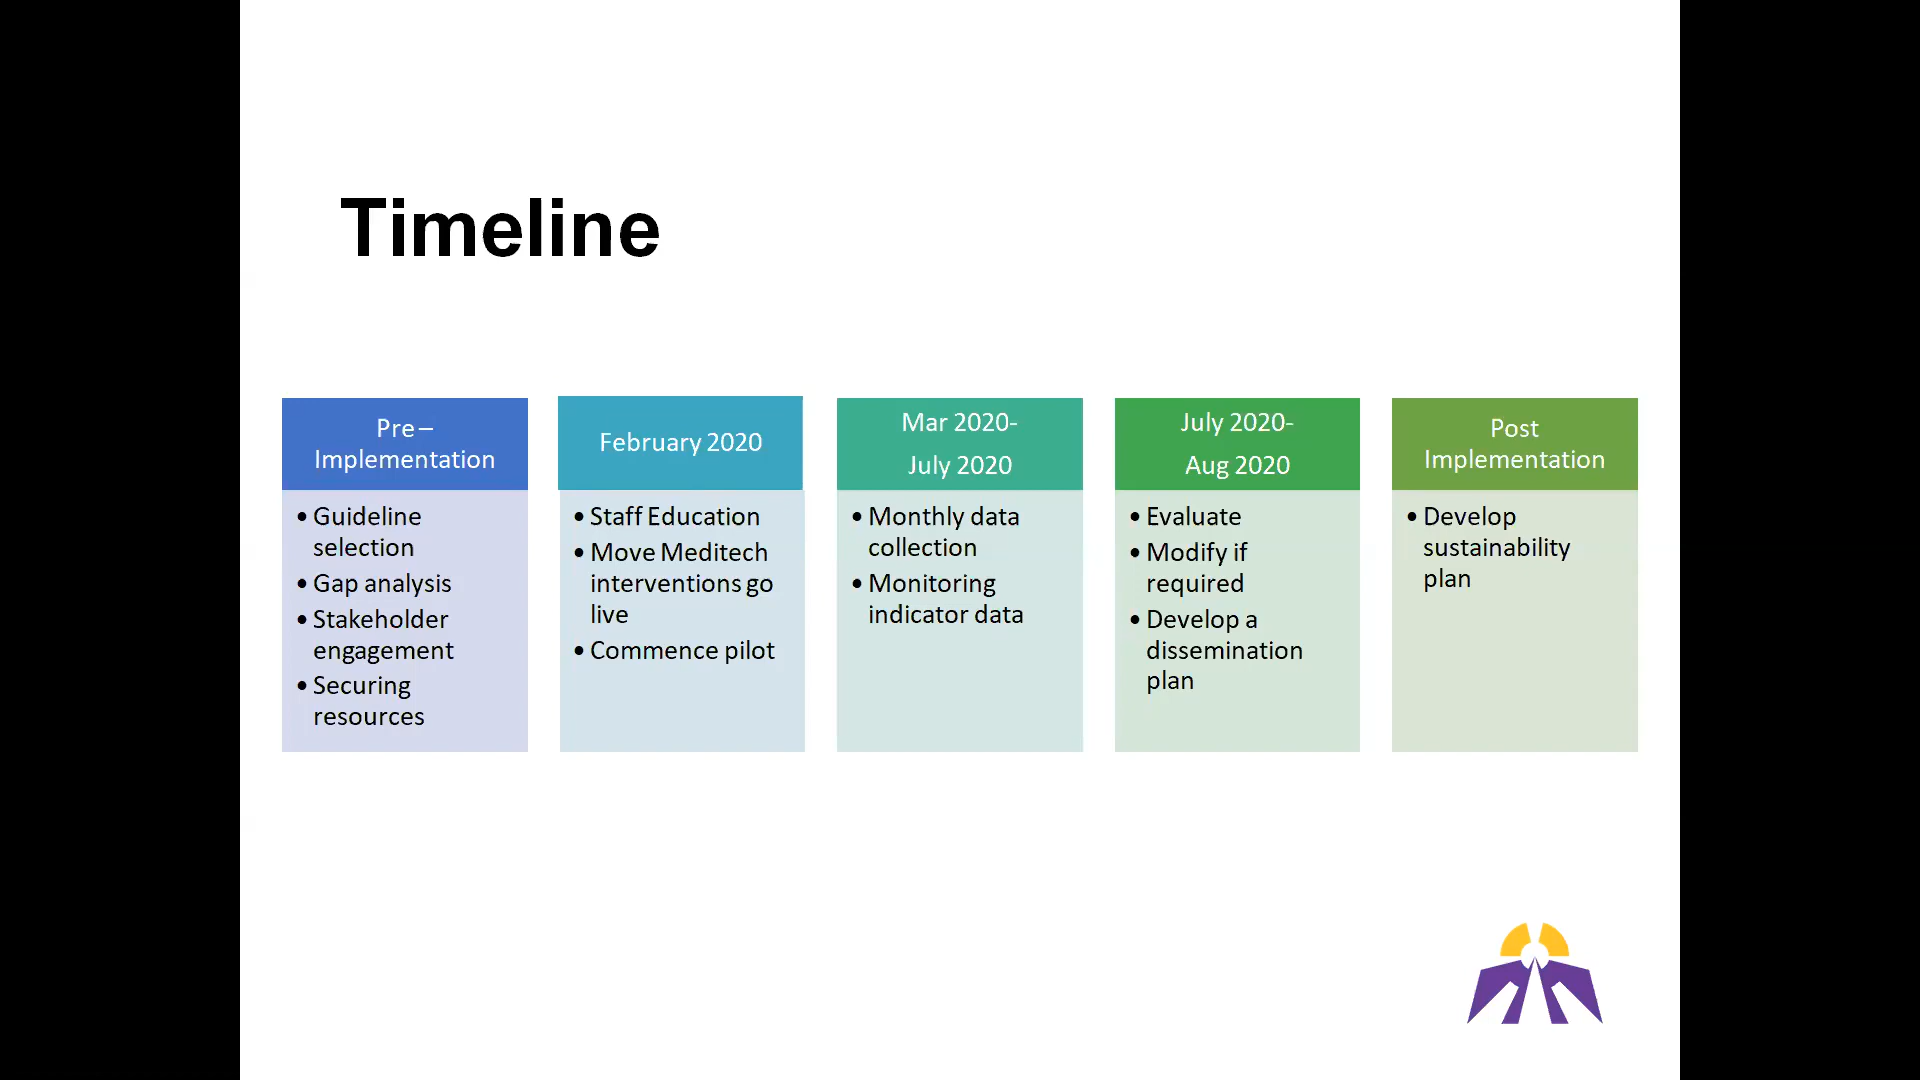 Timeline
Pre –
Implementation
• Guideline
selection
• Gap analysis
• Stakeholder
engagement
• Securing
resources
February 2020
• Staff Education
• Move Meditech
interventions go
live
• Commence pilot
Mar 2020-
July 2020
• Monthly data
collection
• Monitoring
indicator data
July 2020-
Aug 2020
• Evaluate
• Modify if
required
• Develop a
dissemination
plan
Post
Implementation
• Develop
sustainability
plan